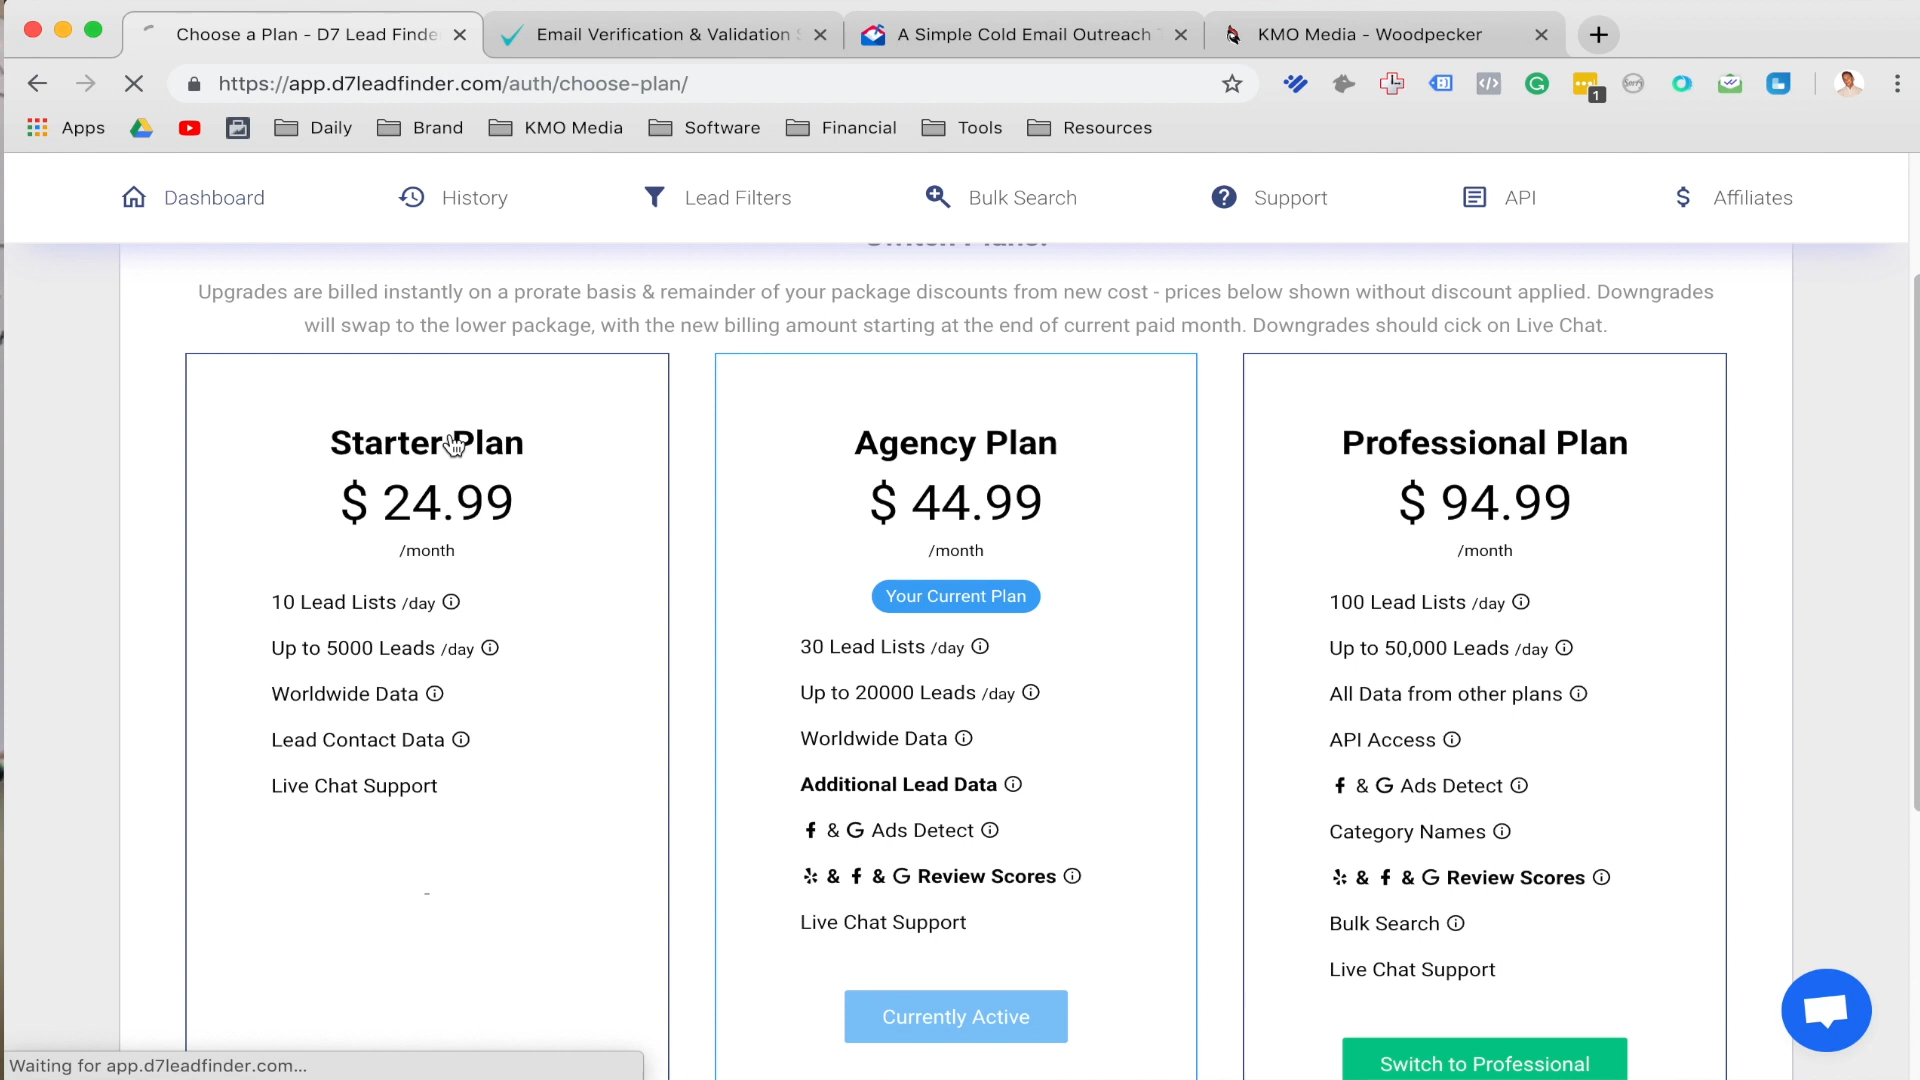 Choose a Plan - D7 Lead Finde
Email Verification & Validation S
A Simple Cold Email Outreach T
KMO Media - Woodpecker
https://app.d7leadfinder.com/auth/choose-plan/
1
Apps
Daily
Brand
KMO Media
Software
Financial
Tools
Resources
Dashboard
History
Lead Filters
Bulk Search
Support
API
Affiliates
Switch Plans:
Upgrades are billed instantly on a prorate basis & remainder of your package discounts from new cost - prices below shown without discount applied. Downgrades
will swap to the lower package, with the new billing amount starting at the end of current paid month. Downgrades should cick on Live Chat.
Starter Plan
$ 24.99
/month
10 Lead Lists /day
Up to 5000 Leads /day
Worldwide Data
Lead Contact Data
Live Chat Support
-
Agency Plan
$ 44.99
/month
Your Current Plan
30 Lead Lists /day
Up to 20000 Leads /day
Worldwide Data
Additional Lead Data
f & G Ads Detect
& f & G Review Scores
Live Chat Support
Currently Active
Professional Plan
$ 94.99
/month
100 Lead Lists /day
Up to 50,000 Leads /day
All Data from other plans
API Access
f & G Ads Detect
Category Names
& f & G Review Scores
Bulk Search
Live Chat Support
Switch to Professional
Waiting for app.d7leadfinder.com...